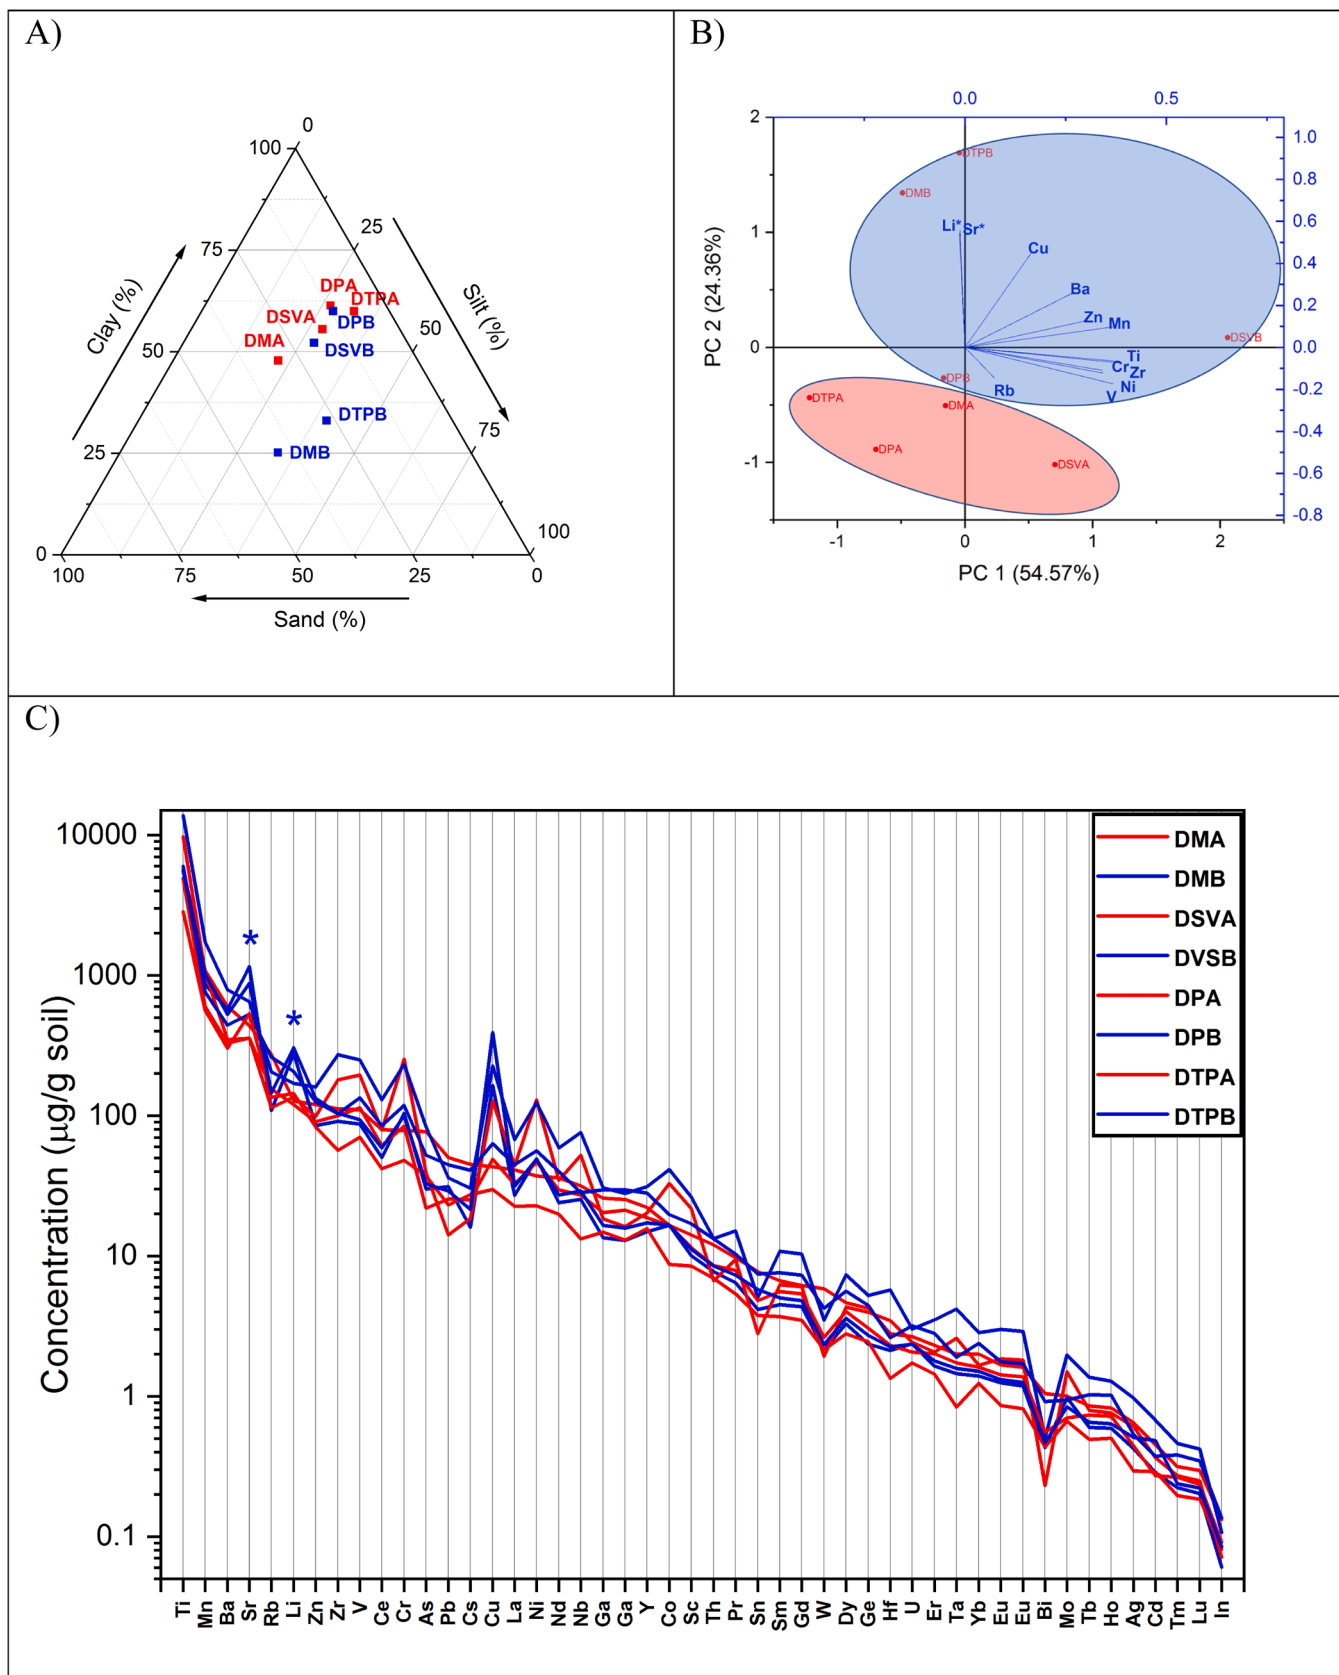 A)
0
100
25
75
DPA
DTPA
DSVA
DPB
DMA
DSVB
50
50
DTPB
75
25
DMB
100
0
100
75
50
25
0
Clay (%)
Silt (%)
Sand (%)
B)
0.0
0.5
2
1
0
-1
PC 2 (24.36%)
1.0
0.8
0.6
0.4
0.2
0.0
-0.2
-0.4
-0.6
-0.8
DTPB
DMB
Li*
Sr*
Cu
Ba
Zn
Mn
DSVB
Ti
Cr
Zr
Ni
V
Rb
DPB
DTPA
DMA
DPA
DSVA
-1
0
1
2
PC 1 (54.57%)
C)
10000
1000
100
10
1
0.1
Concentration (µg/g soil)
*
*
DMA
DMB
DSVA
DVSB
DPA
DPB
DTPA
DTPB
Ti
Mn
Ba
Sr
Rb
Li
Zn
Zr
V
Ce
Cr
As
Pb
Cs
Cu
La
Ni
Nd
Nb
Ga
Ga
Y
Co
Sc
Th
Pr
Sn
Sm
Gd
W
Dy
Ge
Hf
U
Er
Ta
Yb
Eu
Eu
Bi
Mo
Tb
Ho
Ag
Cd
Tm
Lu
In